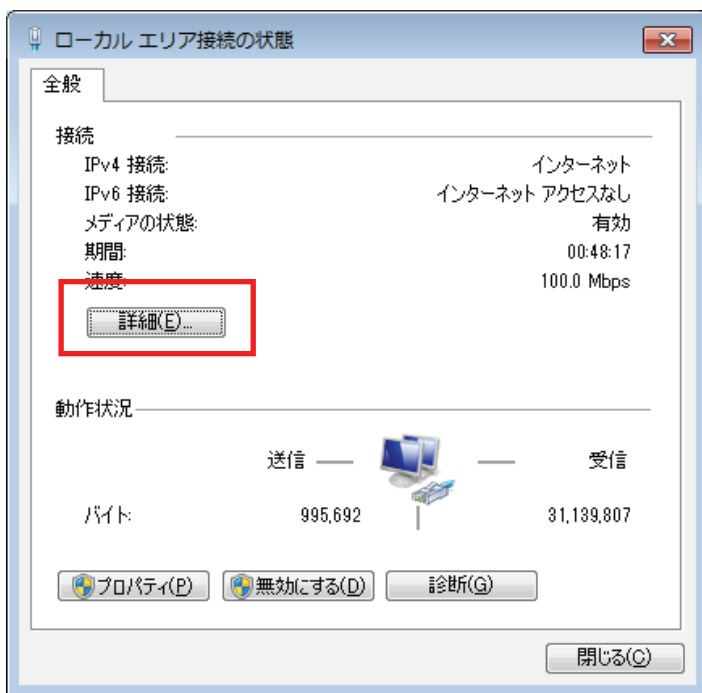 ローカル エリア接続の状態
全般
接続
IPv4 接続: インターネット
IPv6 接続: インターネット アクセスなし
メディアの状態: 有効
期間: 00:48:17
速度: 100.0 Mbps
詳細(E)...
動作状況
送信 受信
バイト: 995,692 31,139,807
プロパティ(P) 無効にする(D) 診断(G)
閉じる(C)